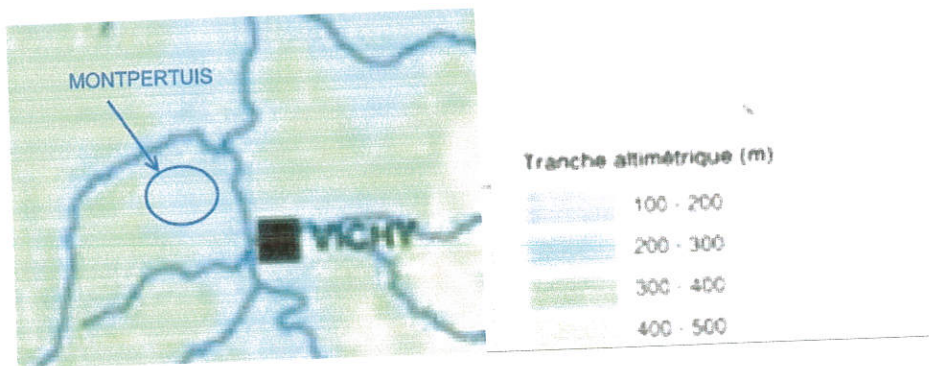 MONTPERTUIS
VICHY
Tranche altimétrique (m)
100 - 200
200 - 300
300 - 400
400 - 500